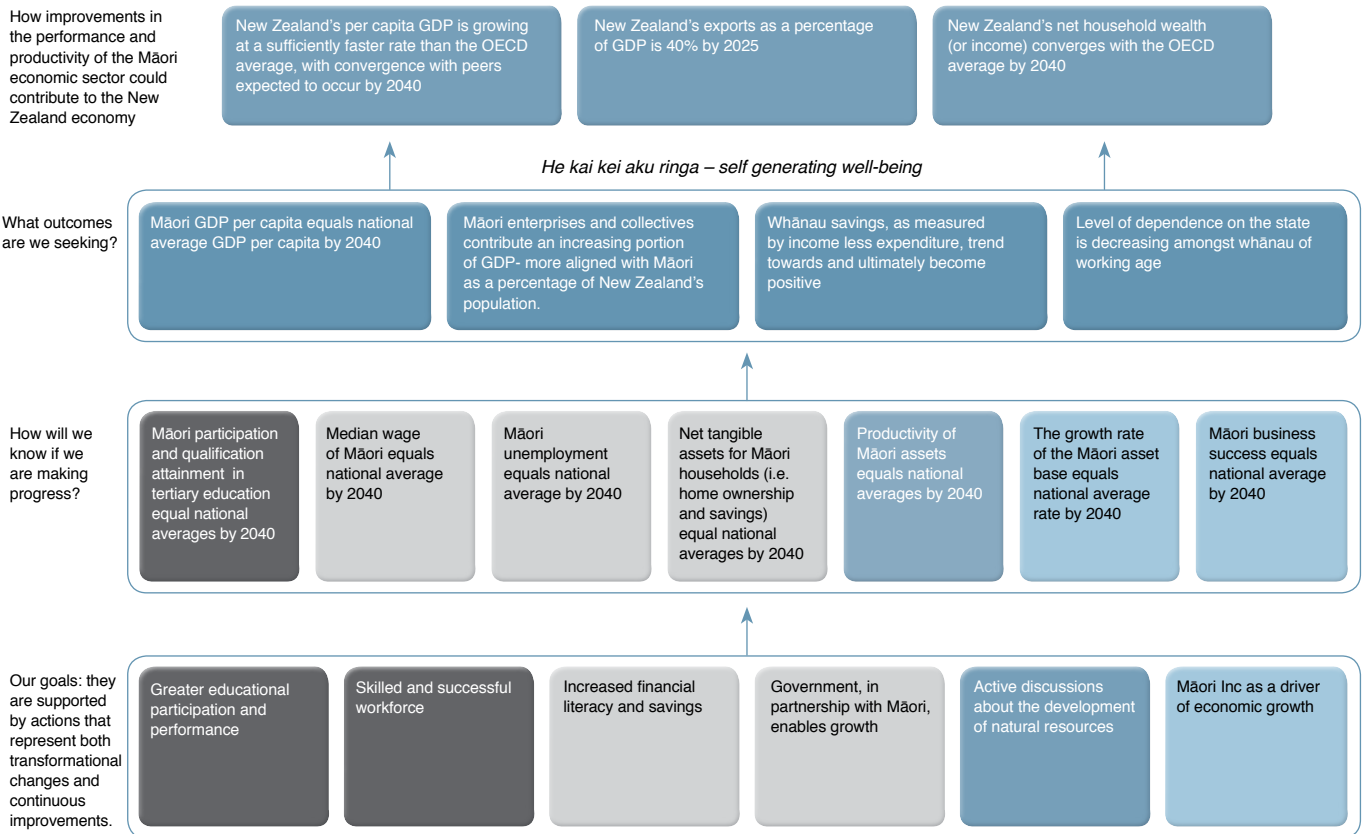 How improvements in
the performance and
productivity of the Māori
economic sector could
contribute to the New
Zealand economy
New Zealand's per capita GDP is growing
at a sufficiently faster rate than the OECD
average, with convergence with peers
expected to occur by 2040
New Zealand's exports as a percentage
of GDP is 40% by 2025
New Zealand's net household wealth
(or income) converges with the OECD
average by 2040
He kai kei aku ringa – self generating well-being
What outcomes
are we seeking?
Māori GDP per capita equals national
average GDP per capita by 2040
Māori enterprises and collectives
contribute an increasing portion
of GDP- more aligned with Māori
as a percentage of New Zealand's
population.
Whānau savings, as measured
by income less expenditure, trend
towards and ultimately become
positive
Level of dependence on the state
is decreasing amongst whānau of
working age
How will we
know if we
are making
progress?
Māori participation
and qualification
attainment in
tertiary education
equal national
averages by 2040
Median wage
of Māori equals
national average
by 2040
Māori
unemployment
equals national
average by 2040
Net tangible
assets for Māori
households (i.e.
home ownership
and savings)
equal national
averages by 2040
Productivity of
Māori assets
equals national
averages by 2040
The growth rate
of the Māori asset
base equals
national average
rate by 2040
Māori business
success equals
national average
by 2040
Our goals: they
are supported
by actions that
represent both
transformational
changes and
continuous
improvements.
Greater educational
participation and
performance
Skilled and successful
workforce
Increased financial
literacy and savings
Government, in
partnership with Māori,
enables growth
Active discussions
about the development
of natural resources
Māori Inc as a driver
of economic growth